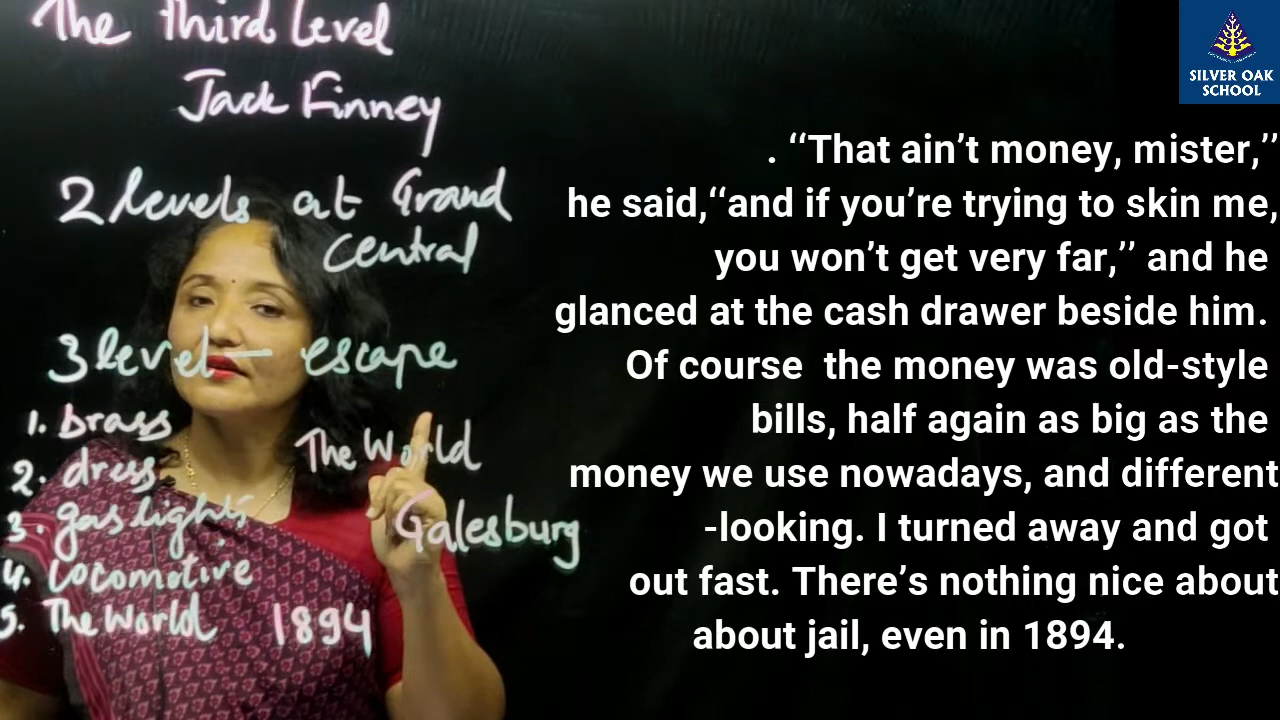 The Third Level
Jack Finney
2 levels at Grand
Central
3 level – escape
1. brass
2. dress
3. gas lights
4. Locomotive
5. The World 1894
The World
Galesburg
SILVER OAK
SCHOOL
. ‘‘That ain’t money, mister,’’
he said,‘‘and if you’re trying to skin me,
you won’t get very far,’’ and he
glanced at the cash drawer beside him.
Of course the money was old-style
bills, half again as big as the
money we use nowadays, and different
-looking. I turned away and got
out fast. There’s nothing nice about
about jail, even in 1894.